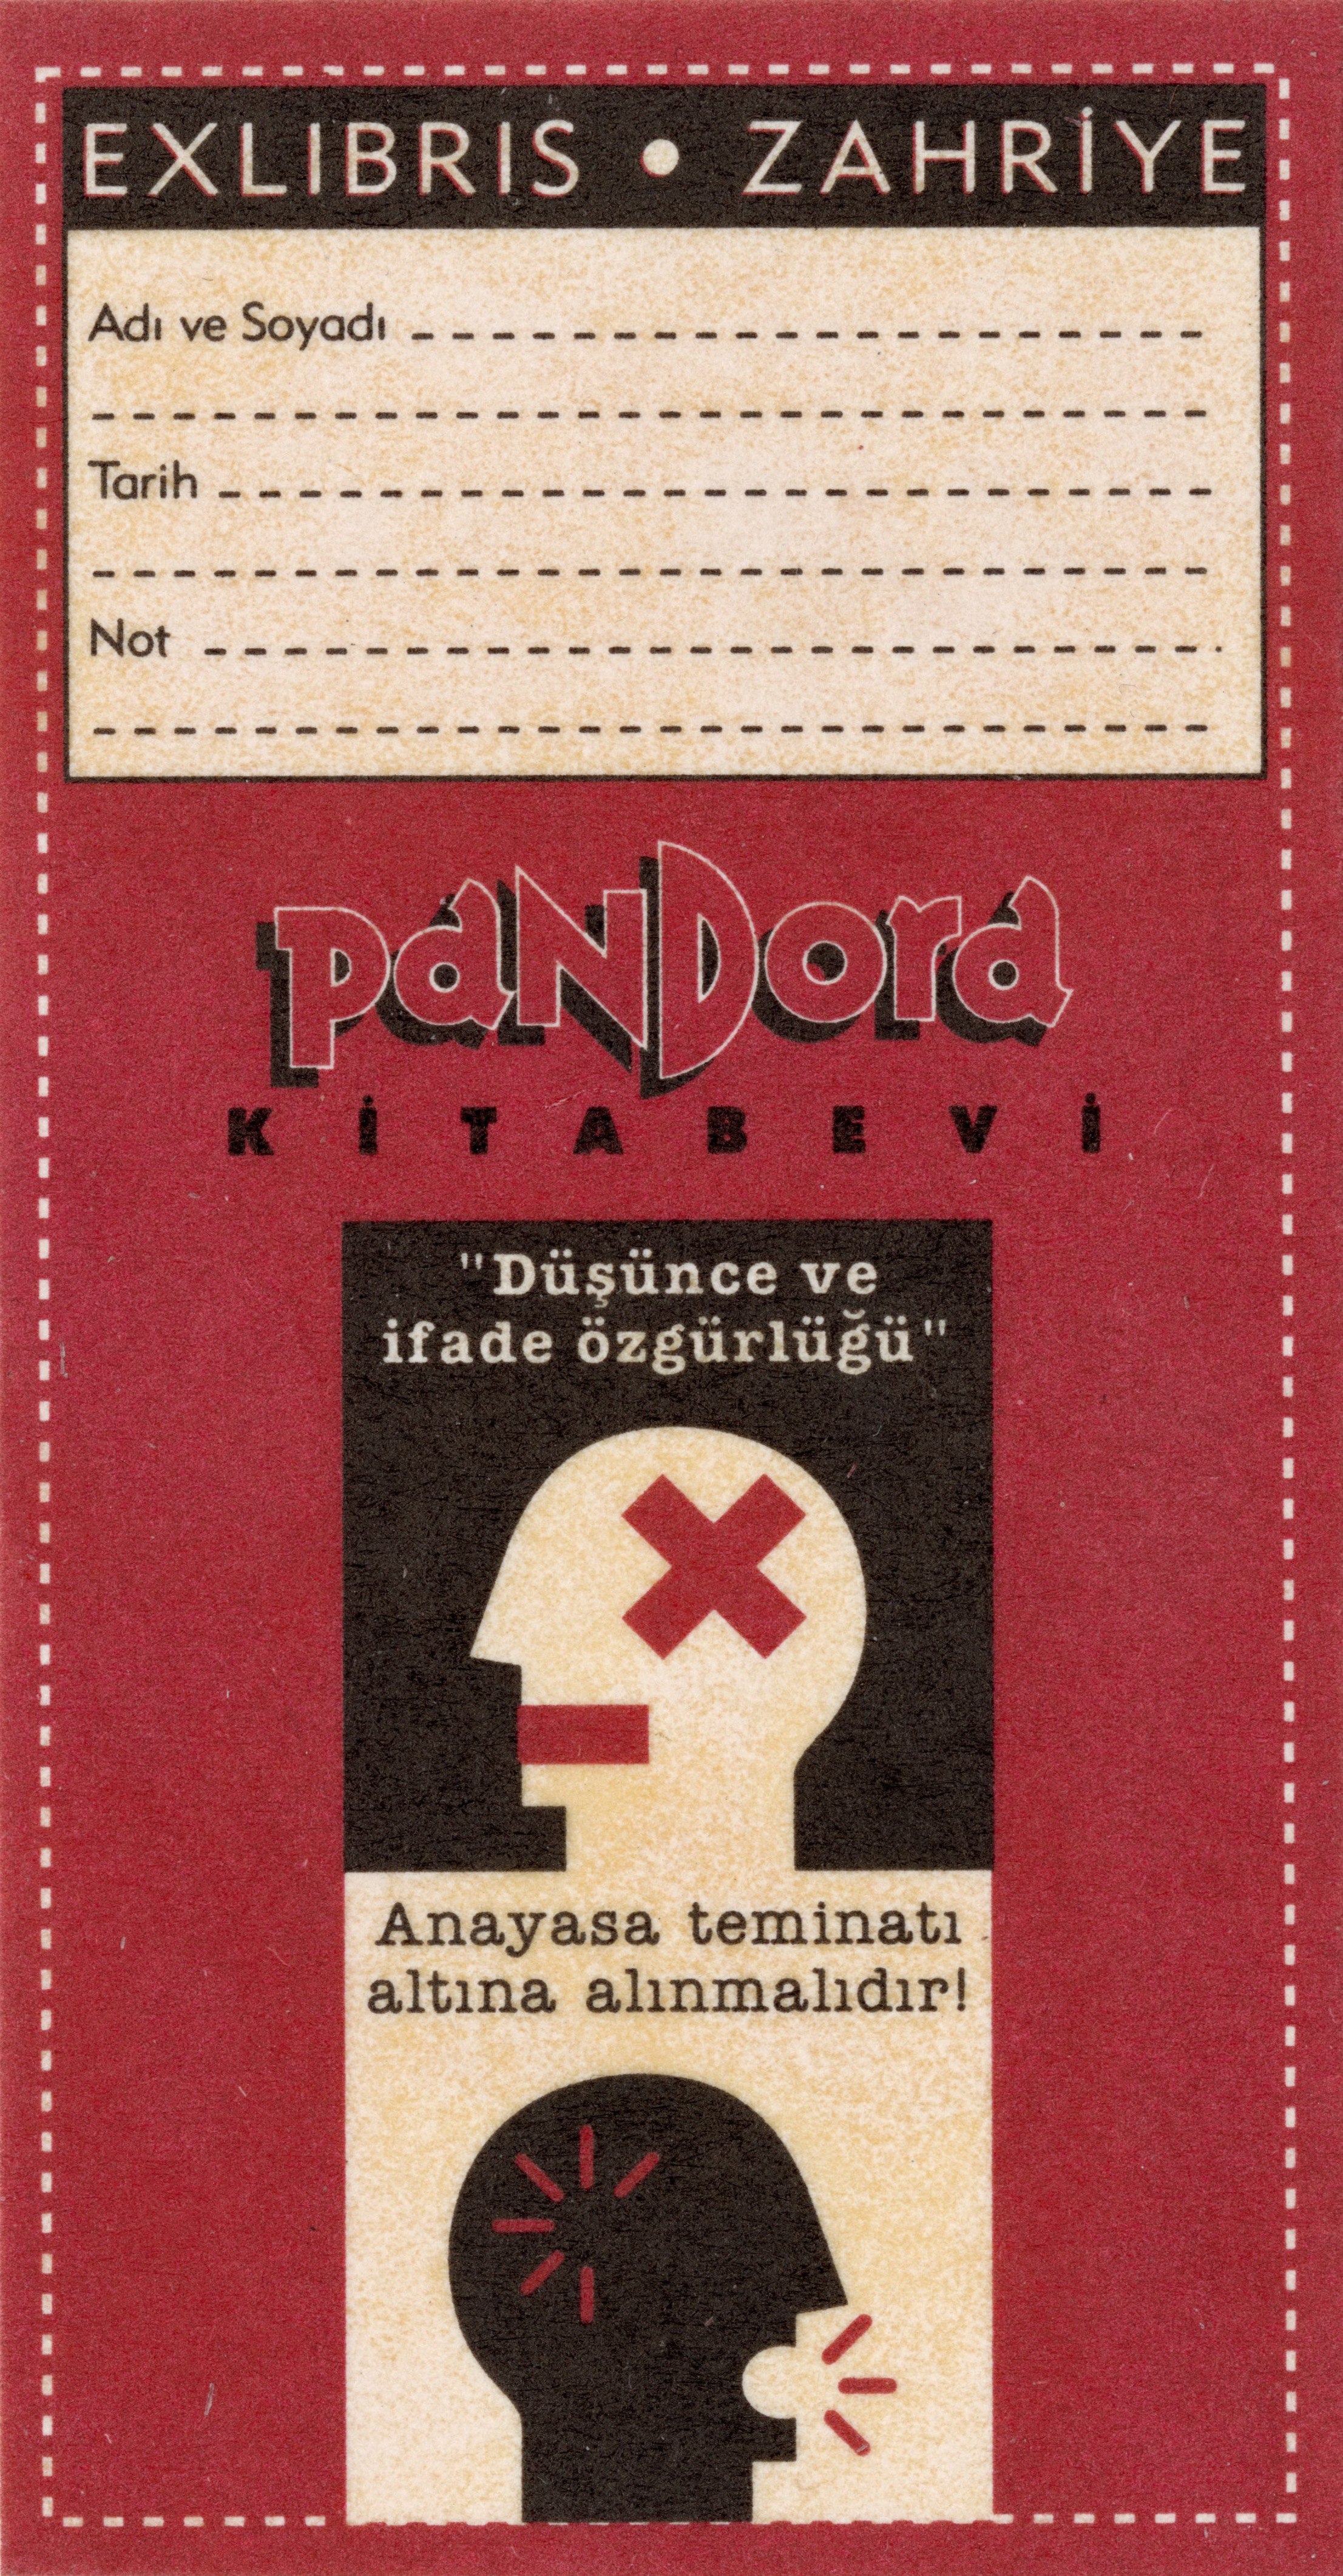 EXLIBRIS • ZAHRİYE
Adı ve Soyadı
Tarih
Not
paNDora
KİTABEVİ
"Düşünce ve
ifade özgürlüğü"
Anayasa teminatı
altına alınmalıdır!